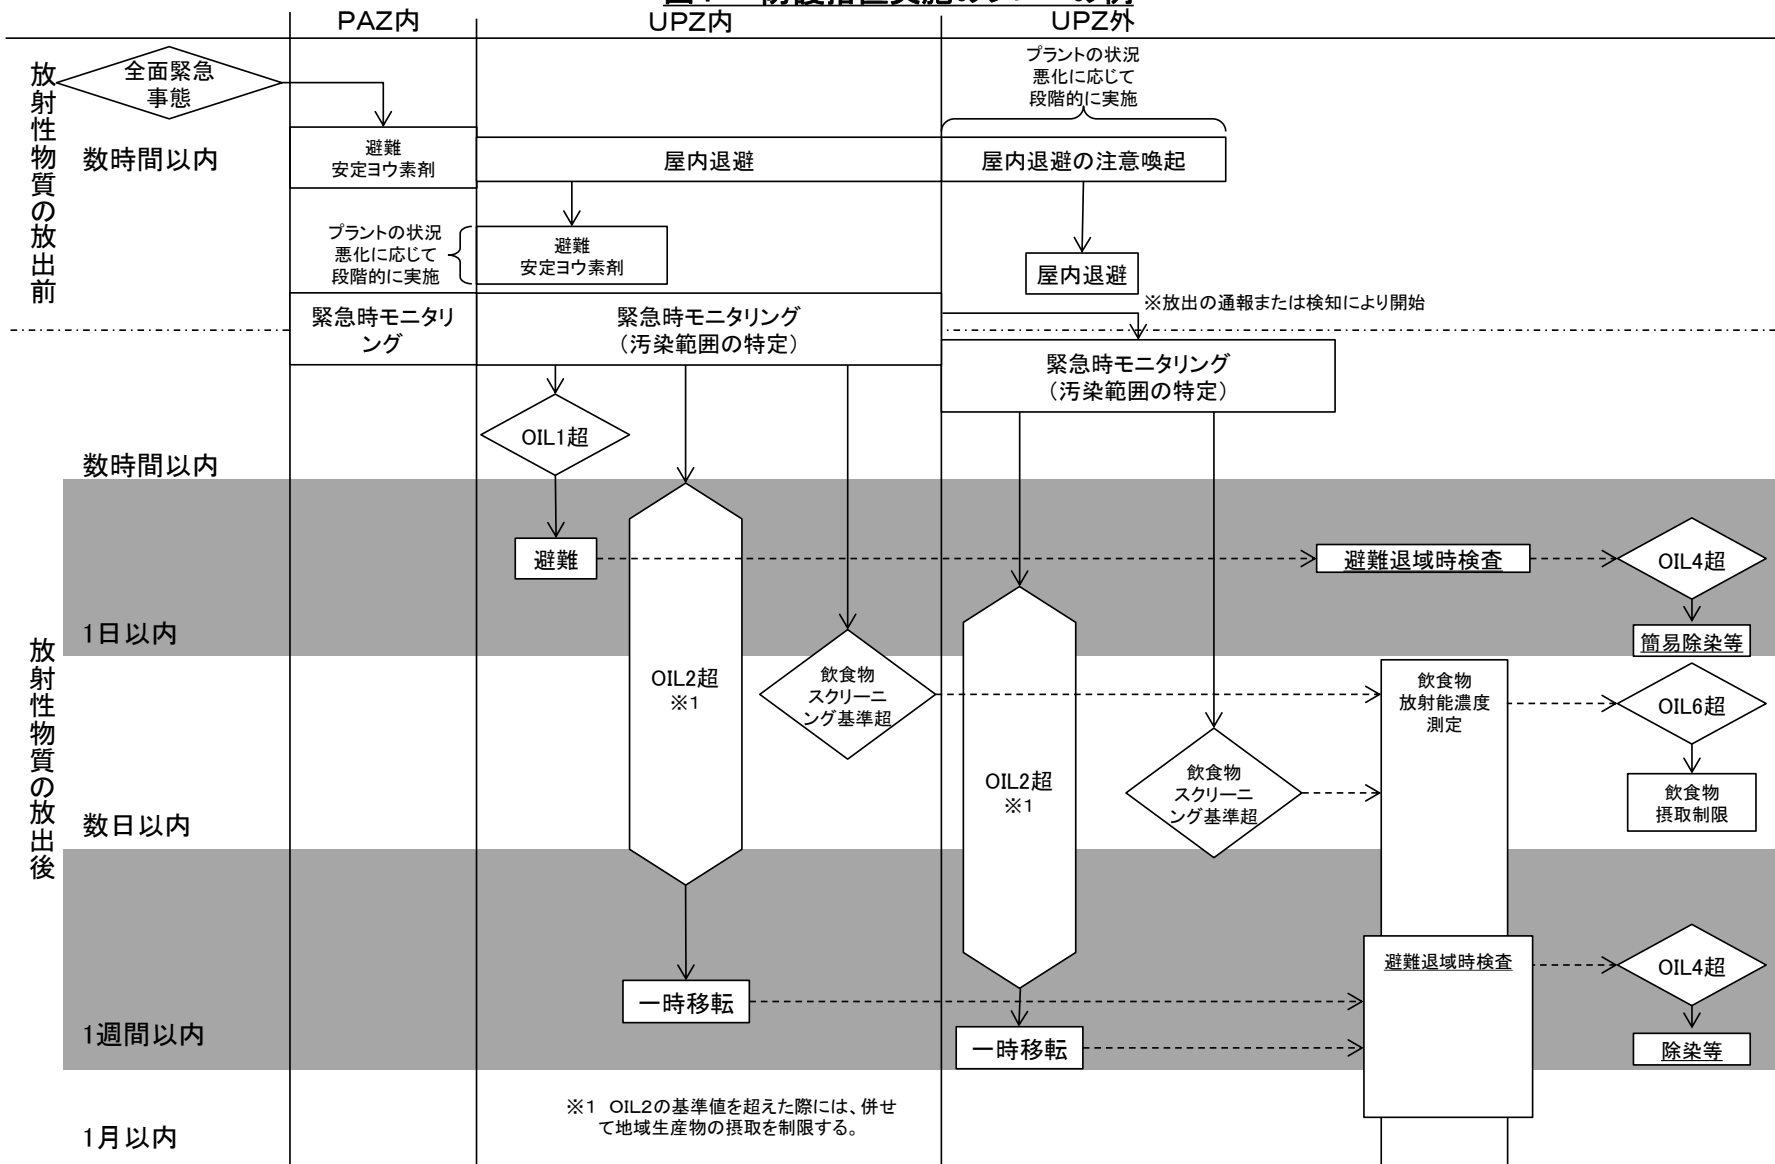 PAZ内
UPZ内
UPZ外
放射性物質の放出前
全面緊急
事態
プラントの状況
悪化に応じて
段階的に実施
数時間以内
避難
安定ヨウ素剤
屋内退避
屋内退避の注意喚起
プラントの状況
悪化に応じて
段階的に実施
避難
安定ヨウ素剤
屋内退避
※放出の通報または検知により開始
緊急時モニタリ
ング
緊急時モニタリング
（汚染範囲の特定）
緊急時モニタリング
（汚染範囲の特定）
OIL1超
数時間以内
避難
避難退域時検査
OIL4超
1日以内
簡易除染等
放射性物質の放出後
OIL2超
※1
飲食物
スクリーニ
ング基準超
飲食物
放射能濃度
測定
OIL6超
OIL2超
※1
飲食物
スクリーニ
ング基準超
飲食物
摂取制限
数日以内
避難退域時検査
OIL4超
一時移転
1週間以内
一時移転
除染等
※1 OIL2の基準値を超えた際には、併せ
て地域生産物の摂取を制限する。
1月以内